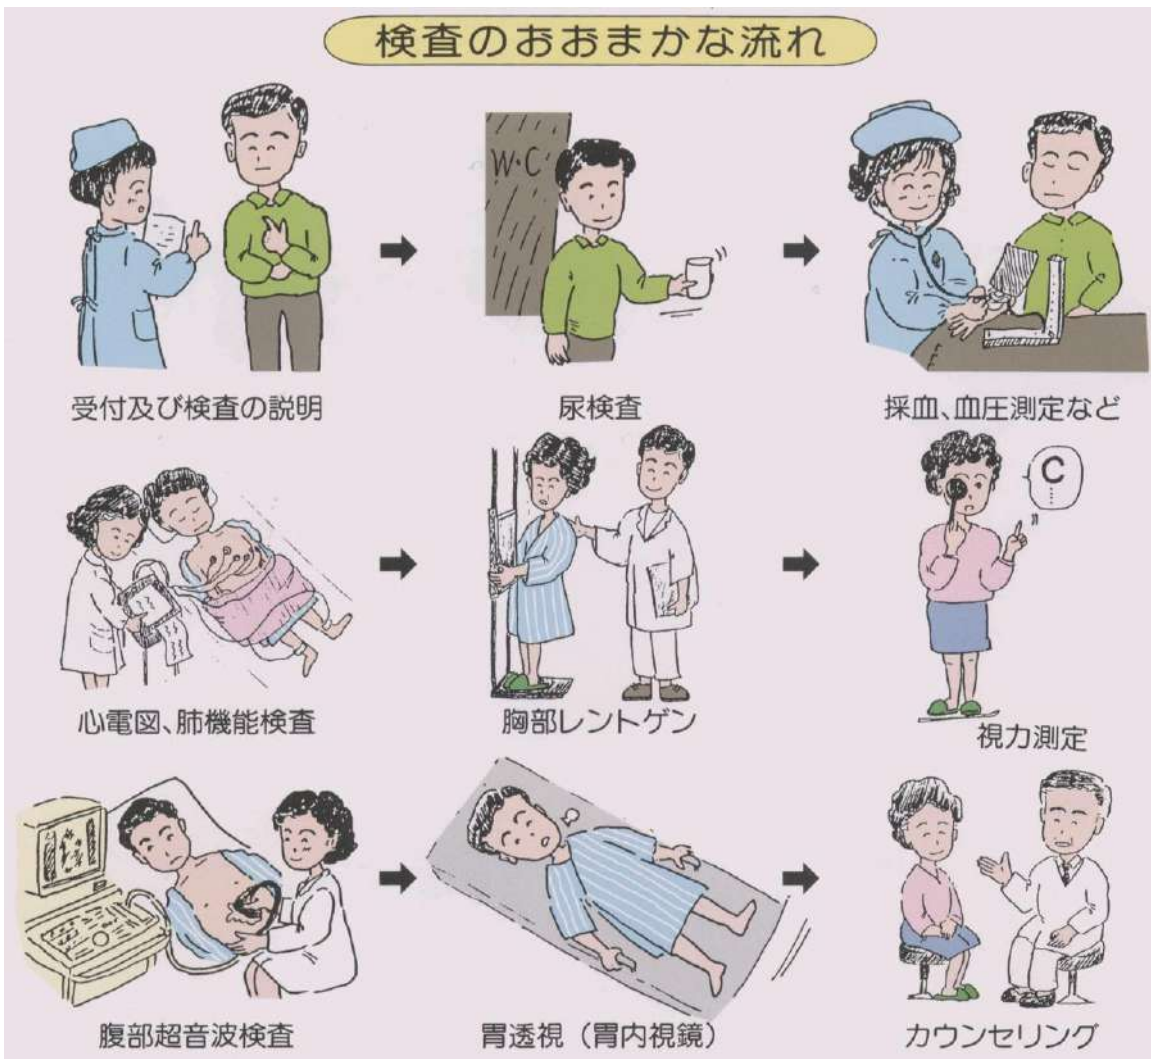 検査のおおまかな流れ
W・C
受付及び検査の説明
尿検査
採血、血圧測定など
C
心電図、肺機能検査
胸部レントゲン
視力測定
腹部超音波検査
胃透視（胃内視鏡）
カウンセリング